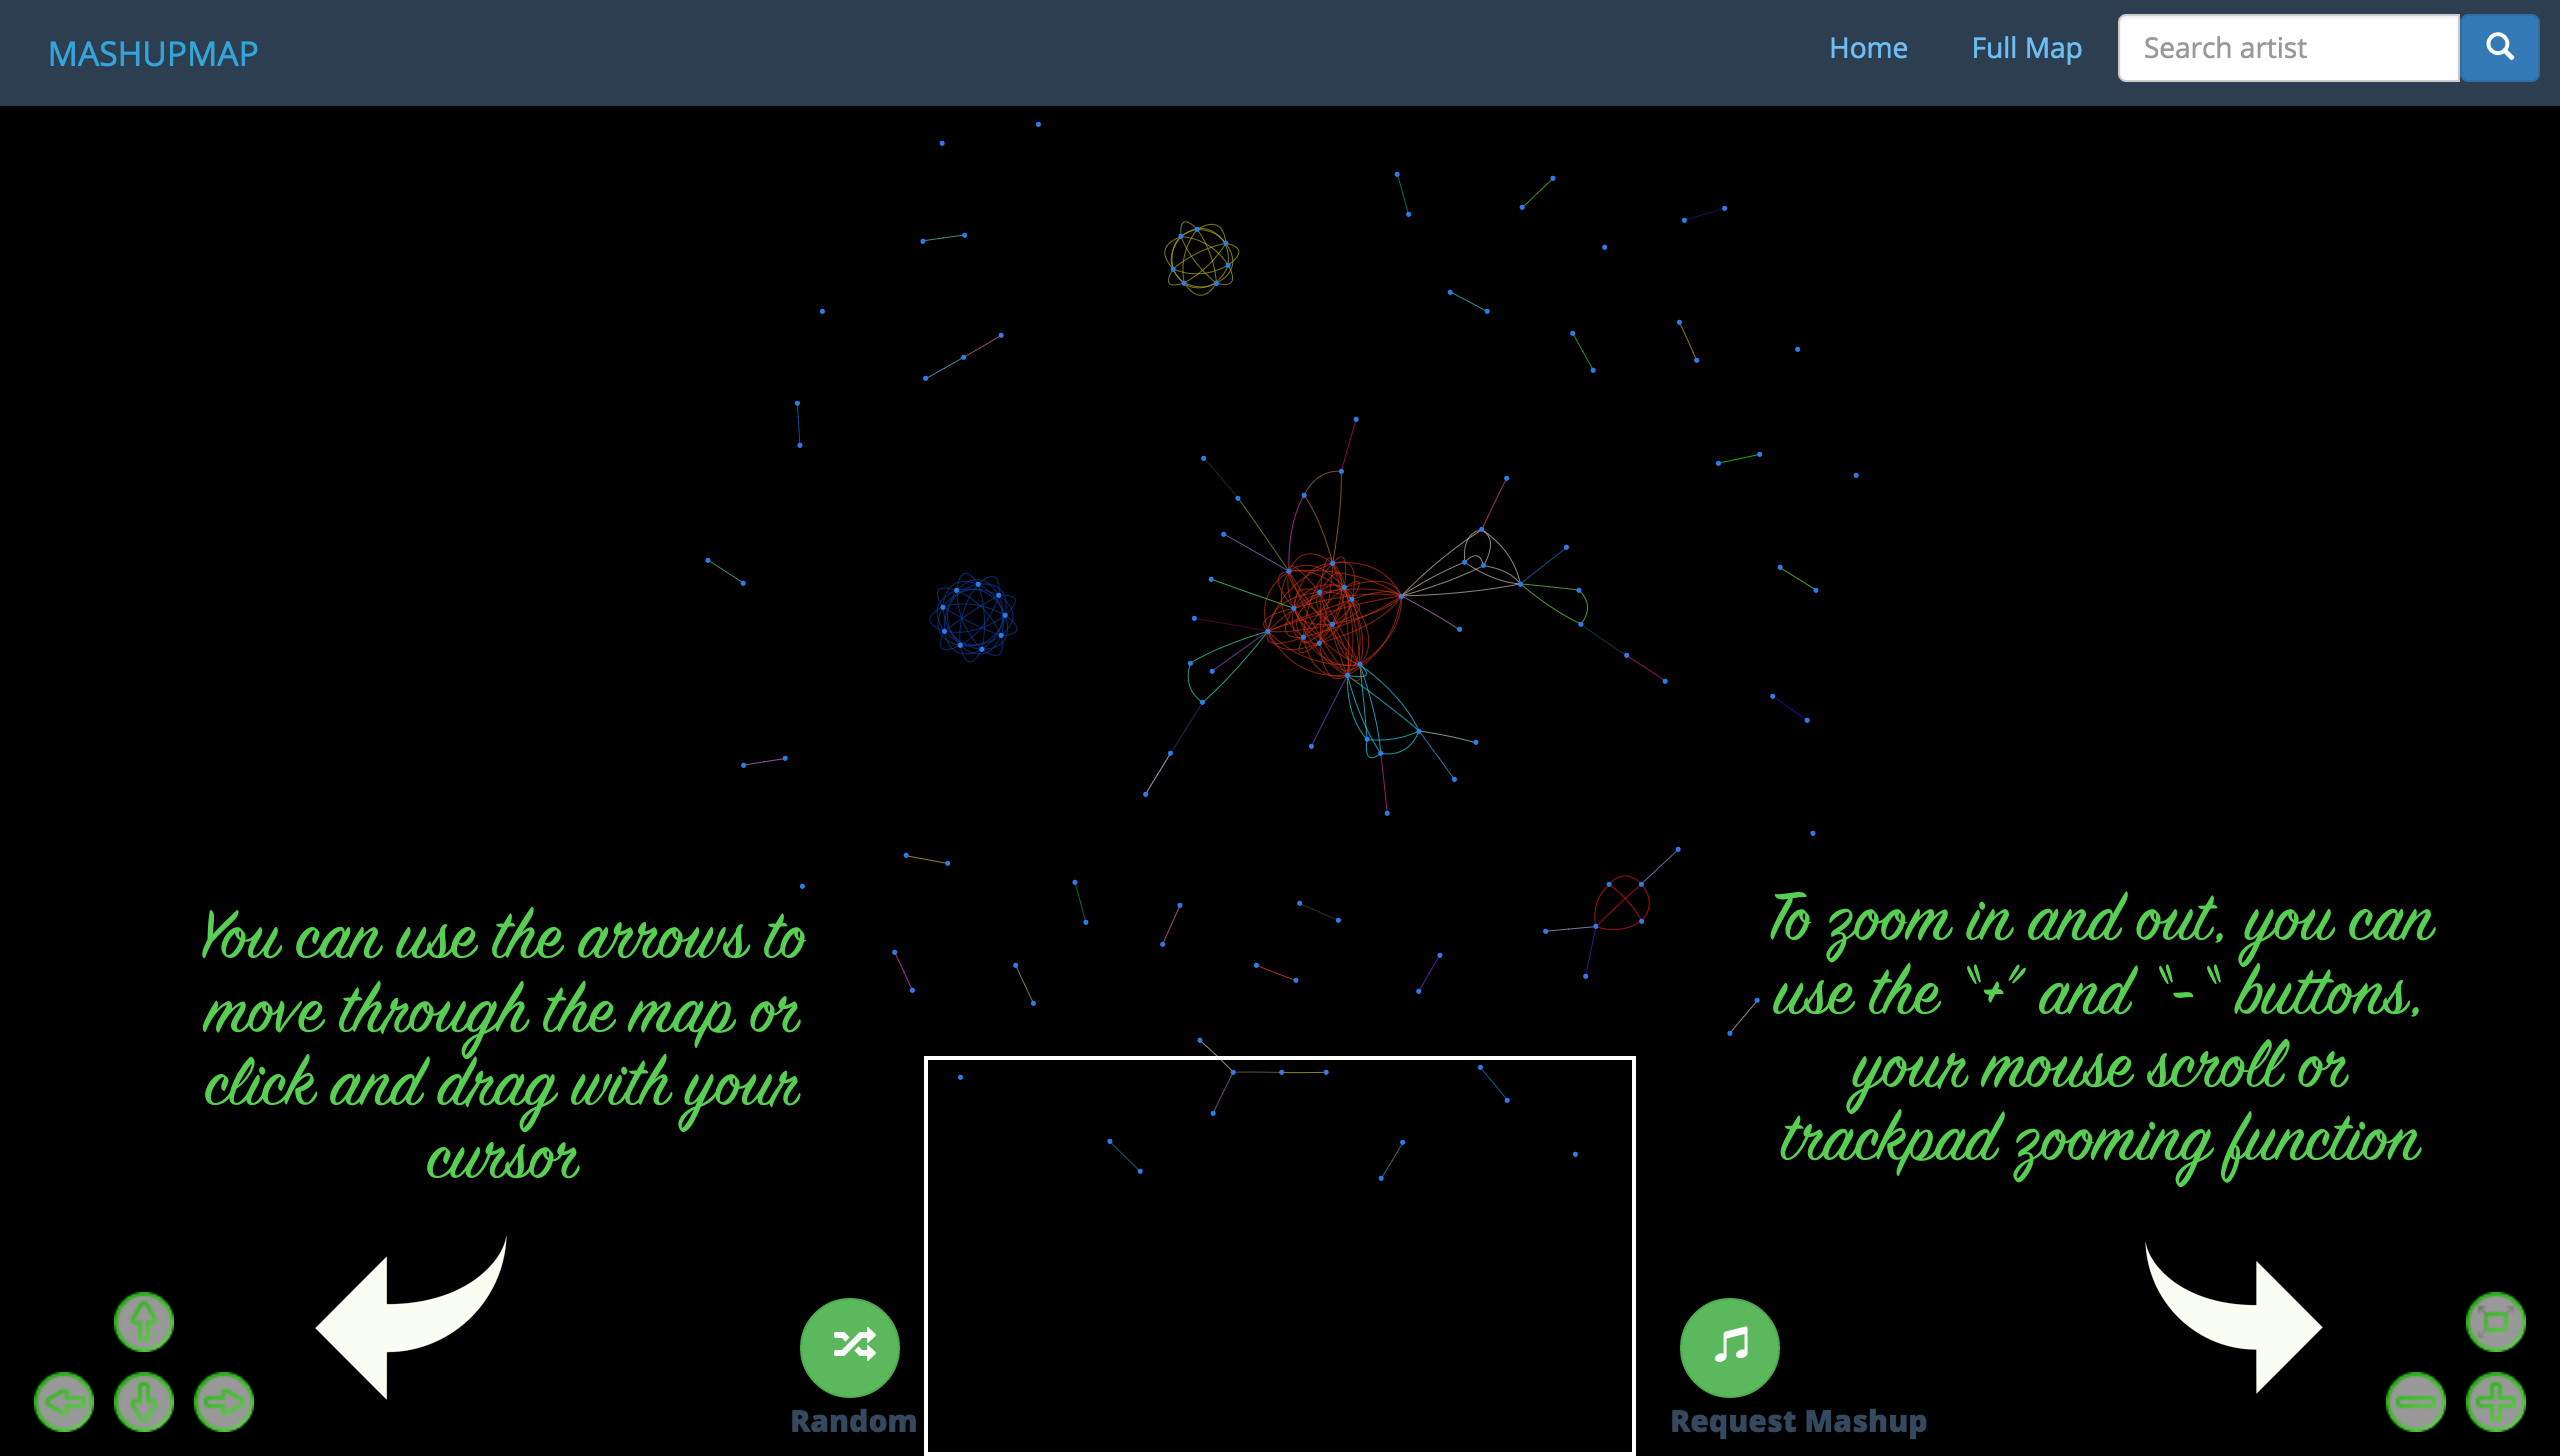 MASHUPMAP
Home
Full Map
Search artist
You can use the arrows to
move through the map or
click and drag with your
cursor
To zoom in and out, you can
use the "+" and "-" buttons,
your mouse scroll or
trackpad zooming function
Random
Request Mashup